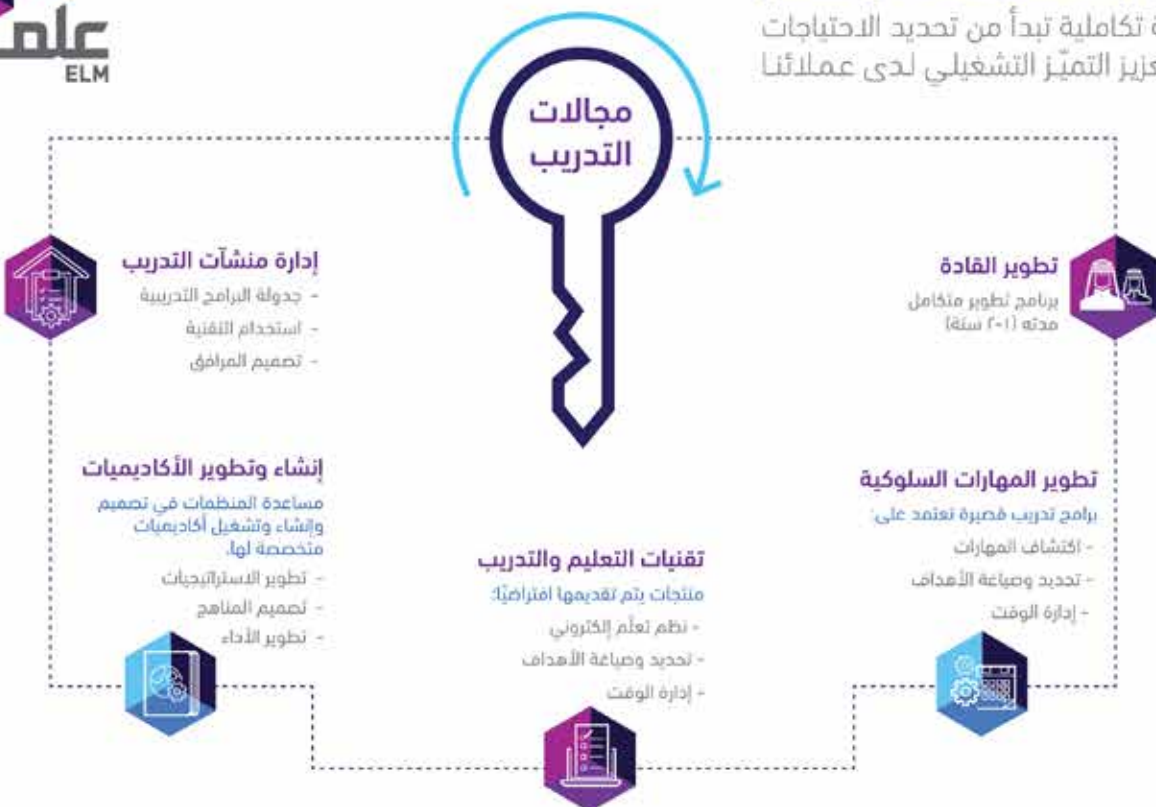 علم
ELM
تكاملية تبدأ من تحديد الاحتياجات
التميّز التشغيلي لدى عملائنا
مجالات
التدريب
تطوير القادة
برنامج تطوير متكامل
مدته (١-٢ سنة)
تطوير المهارات السلوكية
برامج تدريب قصيرة تعتمد على:
- اكتشاف المهارات
- تحديد وصياغة الأهداف
- إدارة الوقت
تقنيات التعليم والتدريب
منتجات يتم تقديمها افتراضيًا:
- نظم تعلّم إلكتروني
- تحديد وصياغة الأهداف
- إدارة الوقت
إنشاء وتطوير الأكاديميات
مساعدة المنظمات في تصميم
وإنشاء وتشغيل أكاديميات
متخصصة لها.
- تطوير الاستراتيجيات
- تصميم المناهج
- تطوير الأداء
إدارة منشآت التدريب
- جدولة البرامج التدريبية
- استخدام التقنية
- تصميم المرافق